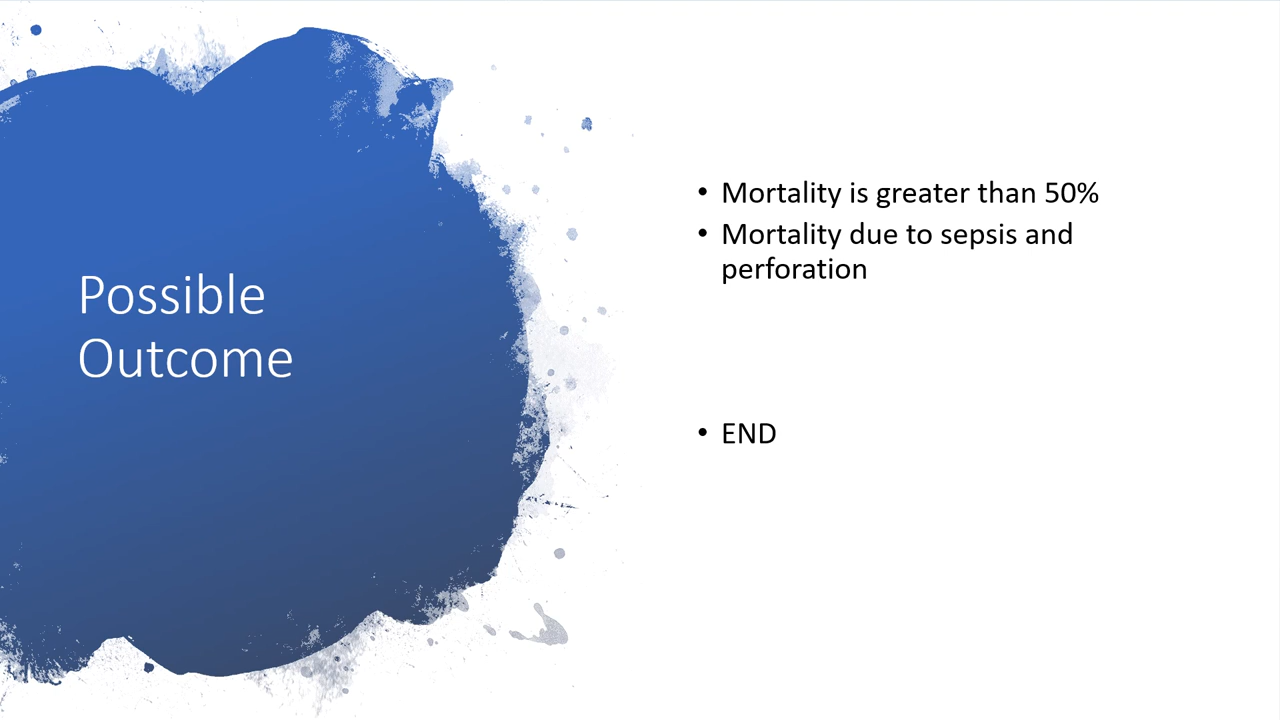 Possible
Outcome
• Mortality is greater than 50%
• Mortality due to sepsis and
perforation
• END